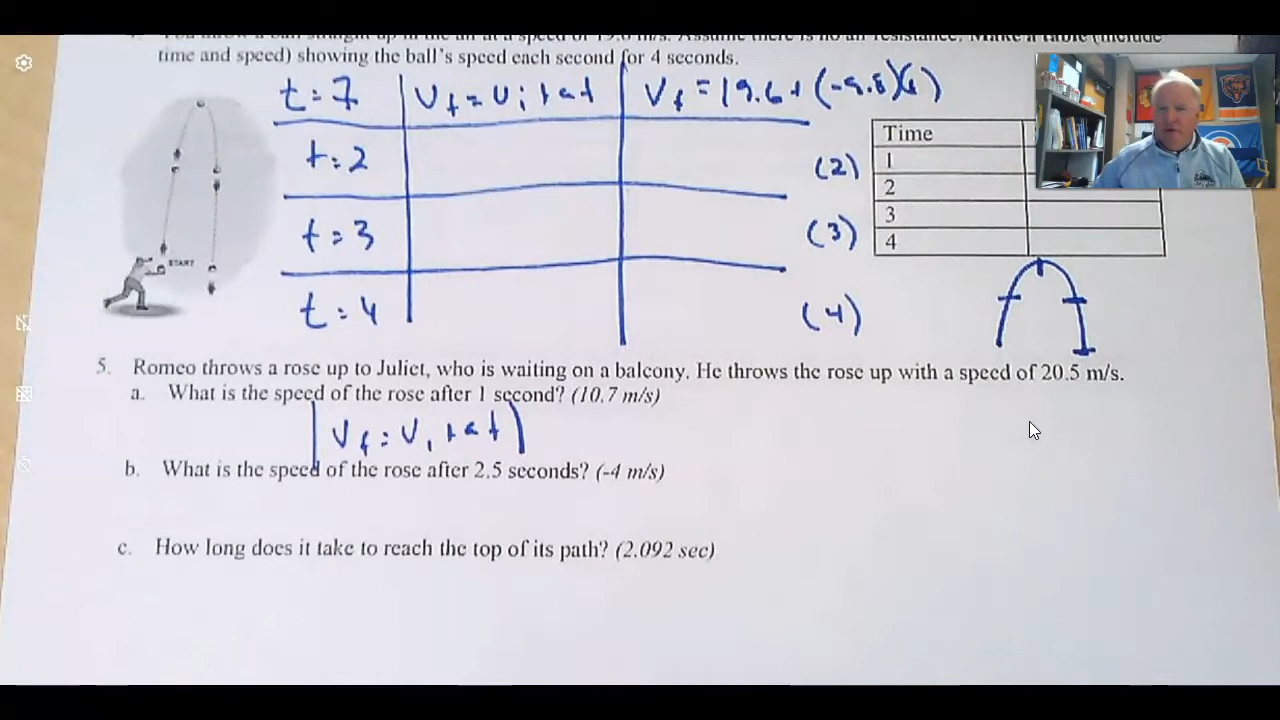 time and speed) showing the ball's speed each second for 4 seconds.
t = 7 Vf = Vi + at Vf = 19.6 + (-9.8)(
t = 2 (2)
t = 3 (3)
t = 4 (4)
START
Time
1
2
3
4
5. Romeo throws a rose up to Juliet, who is waiting on a balcony. He throws the rose up with a speed of 20.5 m/s.
a. What is the speed of the rose after 1 second? (10.7 m/s)
Vf = V, + at
b. What is the speed of the rose after 2.5 seconds? (-4 m/s)
c. How long does it take to reach the top of its path? (2.092 sec)